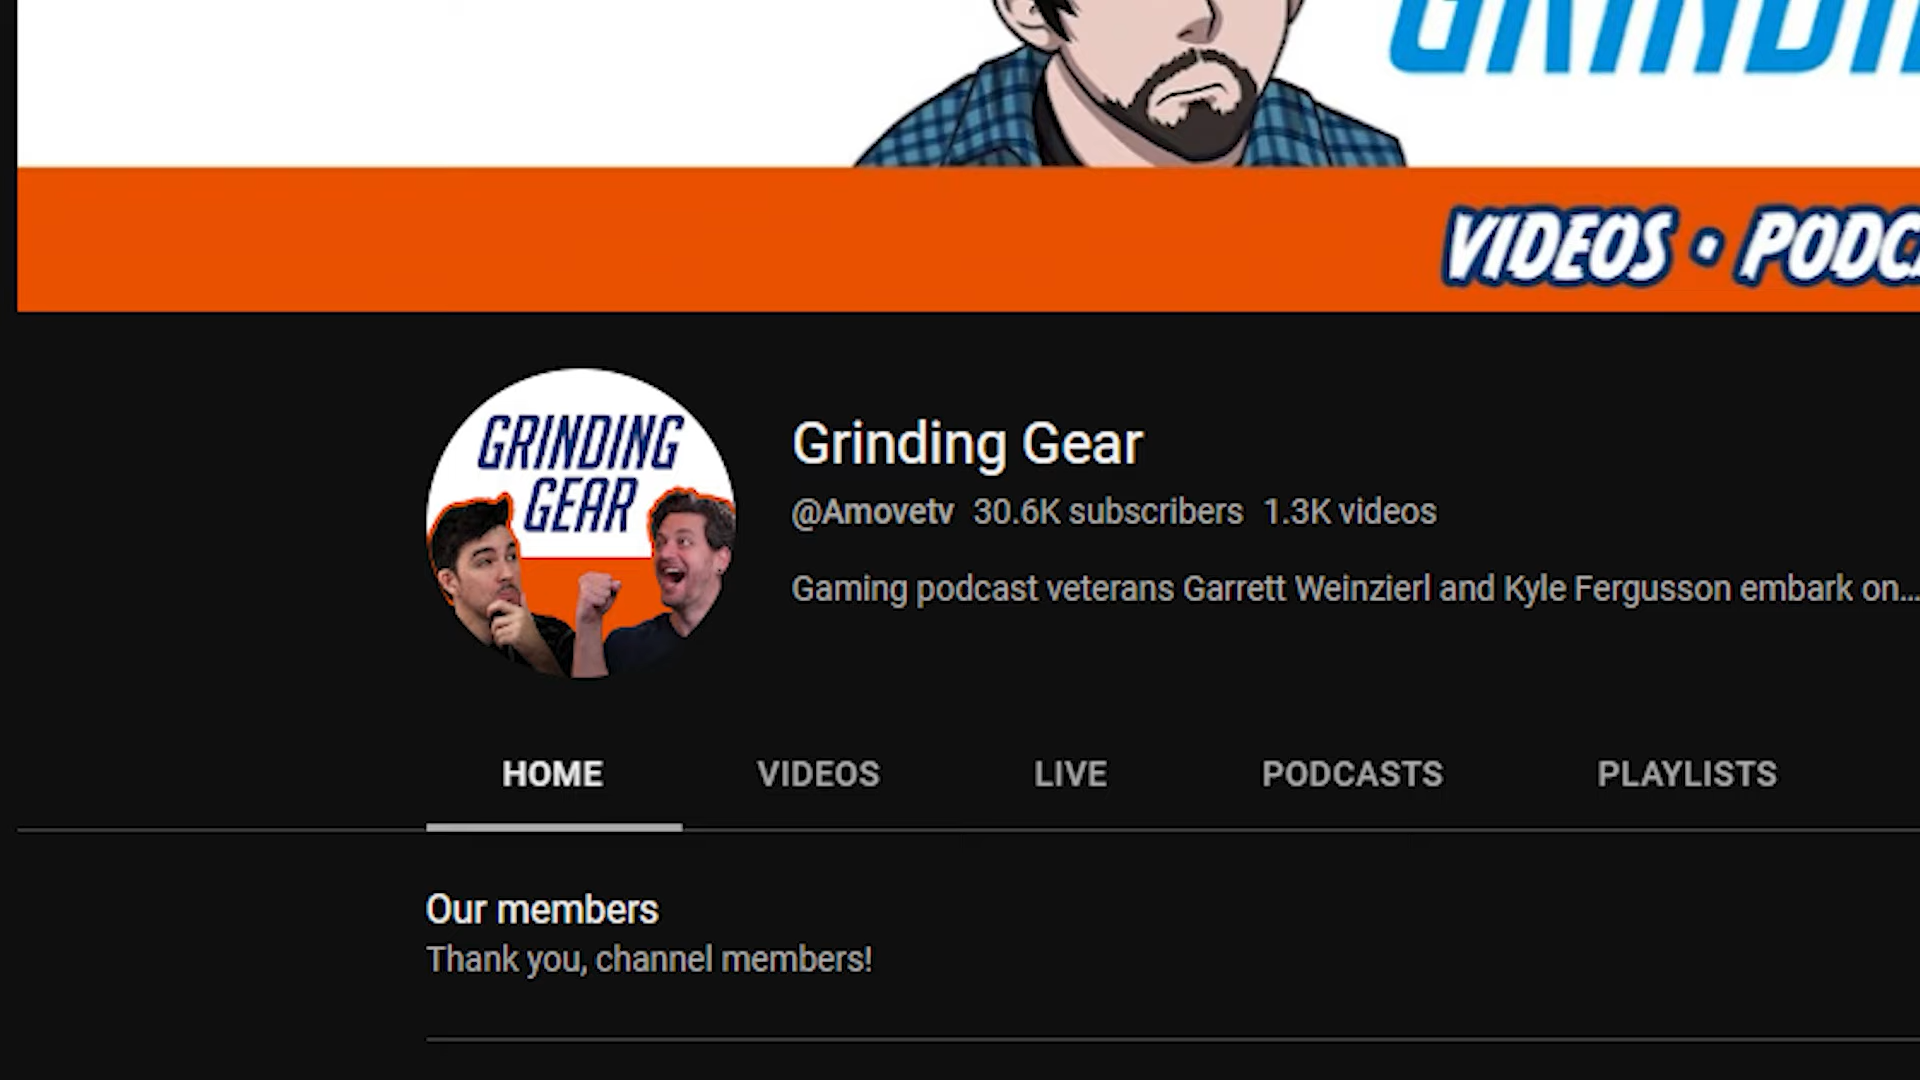 VIDEOS •
Grinding Gear
@Amovetv 30.6K subscribers 1.3K videos
Gaming podcast veterans Garrett Weinzierl and Kyle Fergusson embark on...
GRINDING
GEAR
HOME VIDEOS LIVE PODCASTS PLAYLISTS
Our members
Thank you, channel members!